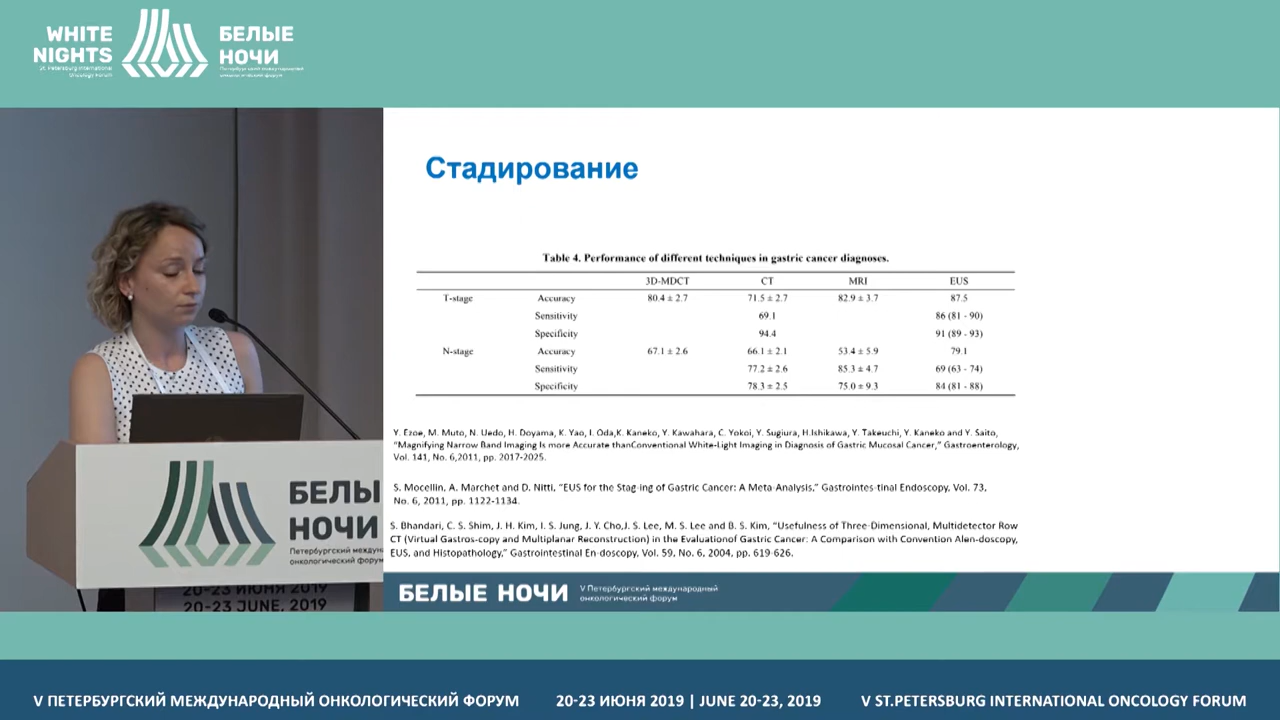 WHITE
NIGHTS
St. Petersburg International
Oncology Forum
БЕЛЫЕ
НОЧИ
Петербургский международный
онкологический форум
Стадирование
Table 4. Performance of different techniques in gastric cancer diagnoses.
3D-MDCT CT MRI EUS
T-stage Accuracy 80.4 ± 2.7 71.5 ± 2.7 82.9 ± 3.7 87.5
Sensitivity 69.1 86 (81 - 90)
Specificity 94.4 91 (89 - 93)
N-stage Accuracy 67.1 ± 2.6 66.1 ± 2.1 53.4 ± 5.9 79.1
Sensitivity 77.2 ± 2.6 85.3 ± 4.7 69 (63 - 74)
Specificity 78.3 ± 2.5 75.0 ± 9.3 84 (81 - 88)
Y. Ezoe, M. Muto, N. Uedo, H. Doyama, K. Yao, I. Oda,K. Kaneko, Y. Kawahara, C. Yokoi, Y. Sugiura, H.Ishikawa, Y. Takeuchi, Y. Kaneko and Y. Saito,
“Magnifying Narrow Band Imaging Is more Accurate thanConventional White-Light Imaging in Diagnosis of Gastric Mucosal Cancer,” Gastroenterology,
Vol. 141, No. 6,2011, pp. 2017-2025.
S. Mocellin, A. Marchet and D. Nitti, “EUS for the Stag-ing of Gastric Cancer: A Meta-Analysis,” Gastrointes-tinal Endoscopy, Vol. 73,
No. 6, 2011, pp. 1122-1134.
S. Bhandari, C. S. Shim, J. H. Kim, I. S. Jung, J. Y. Cho,J. S. Lee, M. S. Lee and B. S. Kim, “Usefulness of Three-Dimensional, Multidetector Row
CT (Virtual Gastros-copy and Multiplanar Reconstruction) in the Evaluationof Gastric Cancer: A Comparison with Convention Alen-doscopy,
EUS, and Histopathology,” Gastrointestinal En-doscopy, Vol. 59, No. 6, 2004, pp. 619-626.
БЕЛЫ
НОЧИ
Петербургский междун
онкологический форум
20-23 ИЮНЯ 2019
20-23 JUNE, 2019
БЕЛЫЕ НОЧИ
V Петербургский международный
онкологический форум
V ПЕТЕРБУРГСКИЙ МЕЖДУНАРОДНЫЙ ОНКОЛОГИЧЕСКИЙ ФОРУМ 20-23 ИЮНЯ 2019 | JUNE 20-23, 2019 V ST.PETERSBURG INTERNATIONAL ONCOLOGY FORUM